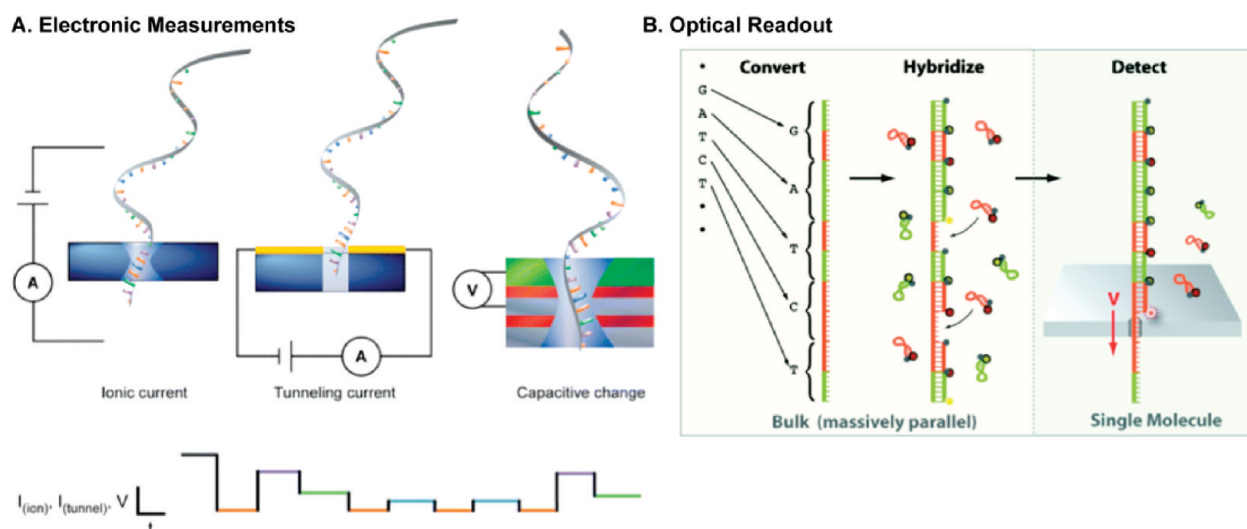 A. Electronic Measurements
A
A
V
Ionic current
Tunneling current
Capacitive change
I(ion), I(tunnel), V
t
B. Optical Readout
Convert
Hybridize
Detect
G
A
T
C
T
G
A
T
C
T
V
Bulk (massively parallel)
Single Molecule